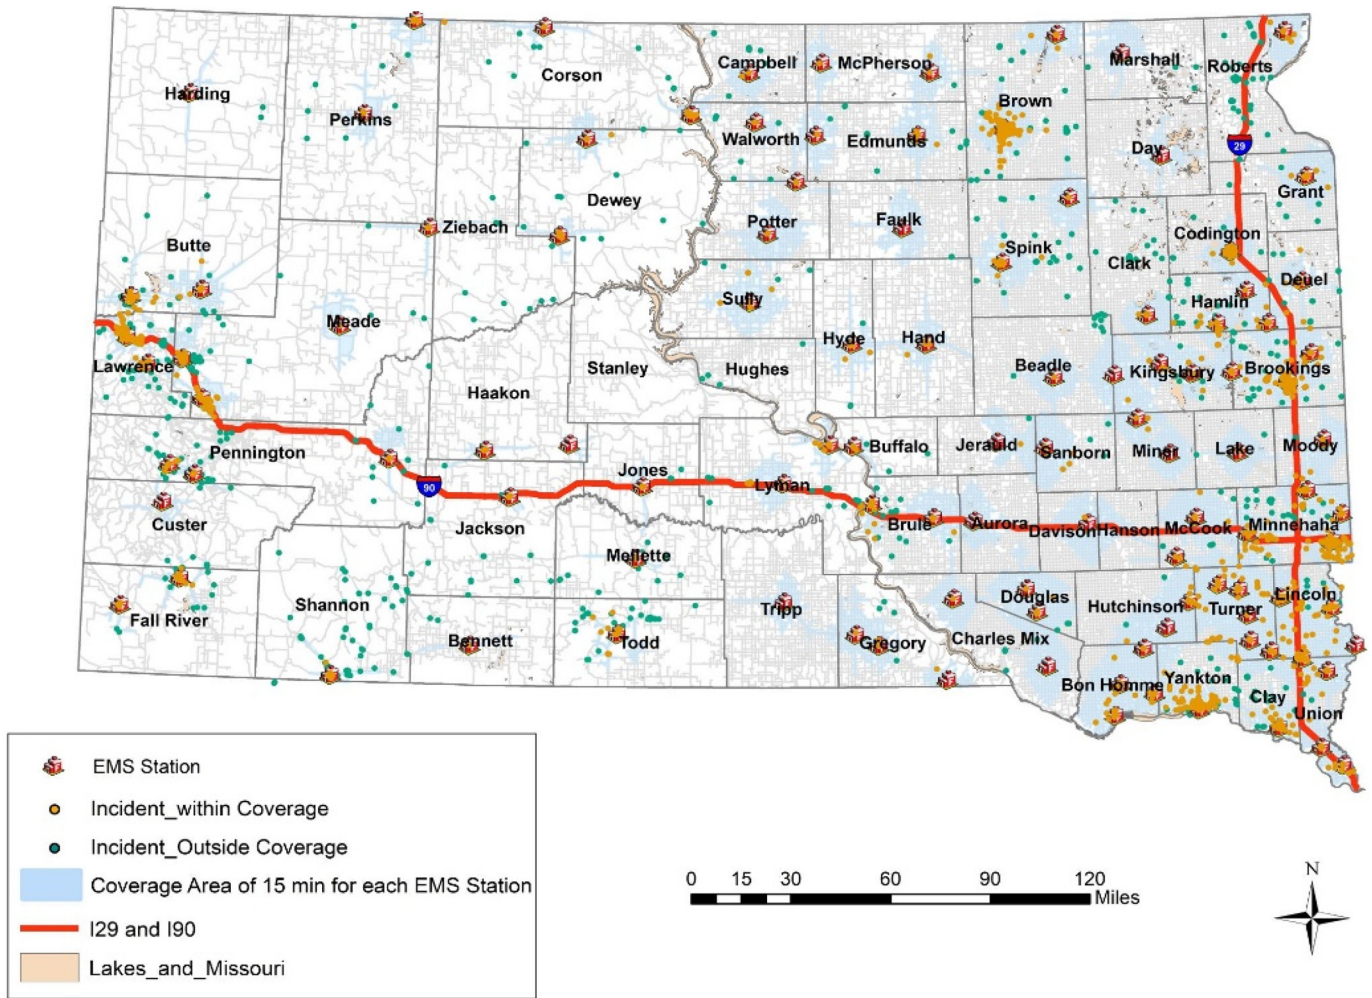 Campbell
McPherson
Marshall
Roberts
Corson
Harding
Perkins
Brown
Walworth
Edmunds
Day
29
Grant
Dewey
Ziebach
Potter
Faulk
Butte
Spink
Codington
Clark
Deuel
Sully
Hamlin
Meade
Hyde
Hand
Lawrence
Stanley
Hughes
Beadle
Kingsbury
Brookings
Haakon
Pennington
Buffalo
Jerauld
Sanborn
Miner
Lake
Moody
Jones
Lyman
90
Custer
Jackson
Brule
Aurora
Davison
Hanson
McCook
Minnehaha
Mellette
Shannon
Tripp
Douglas
Hutchinson
Turner
Lincoln
Fall River
Bennett
Todd
Gregory
Charles Mix
Bon Homme
Yankton
Clay
Union
EMS Station
Incident_within Coverage
Incident_Outside Coverage
Coverage Area of 15 min for each EMS Station
I29 and I90
Lakes_and_Missouri
0 15 30 60 90 120
Miles
N